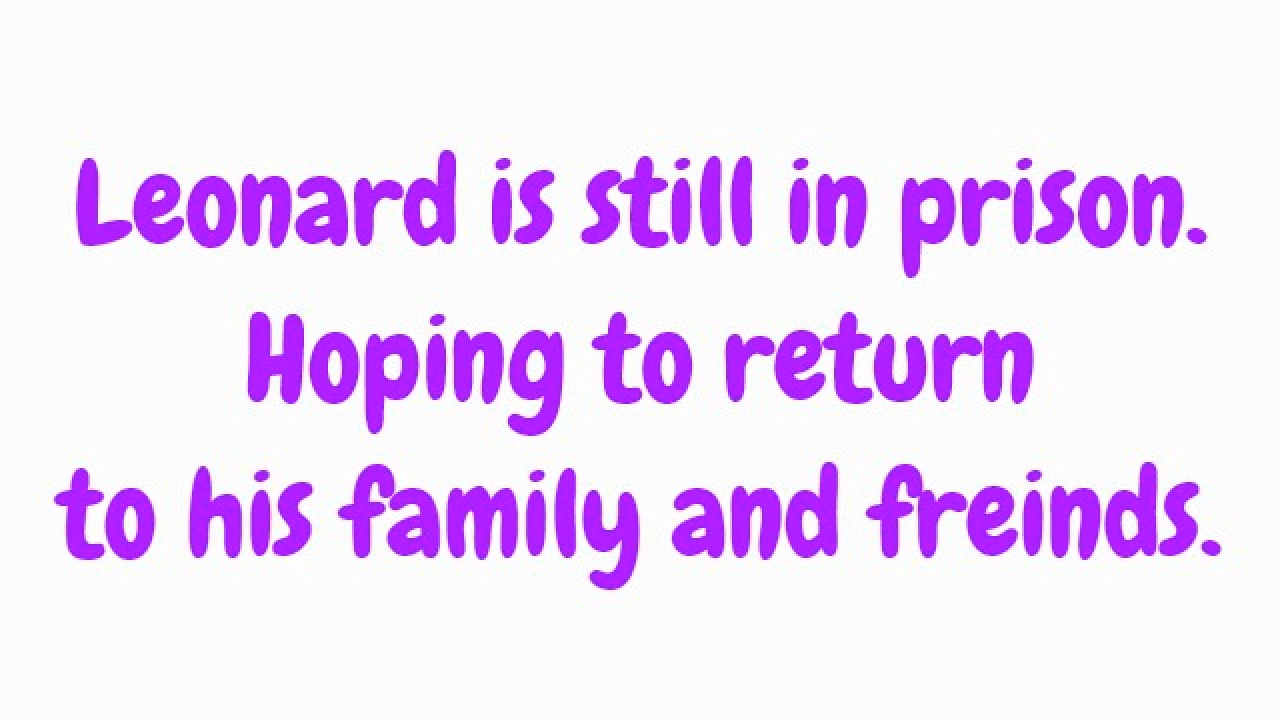 Leonard is still in prison.
Hoping to return
to his family and freinds.